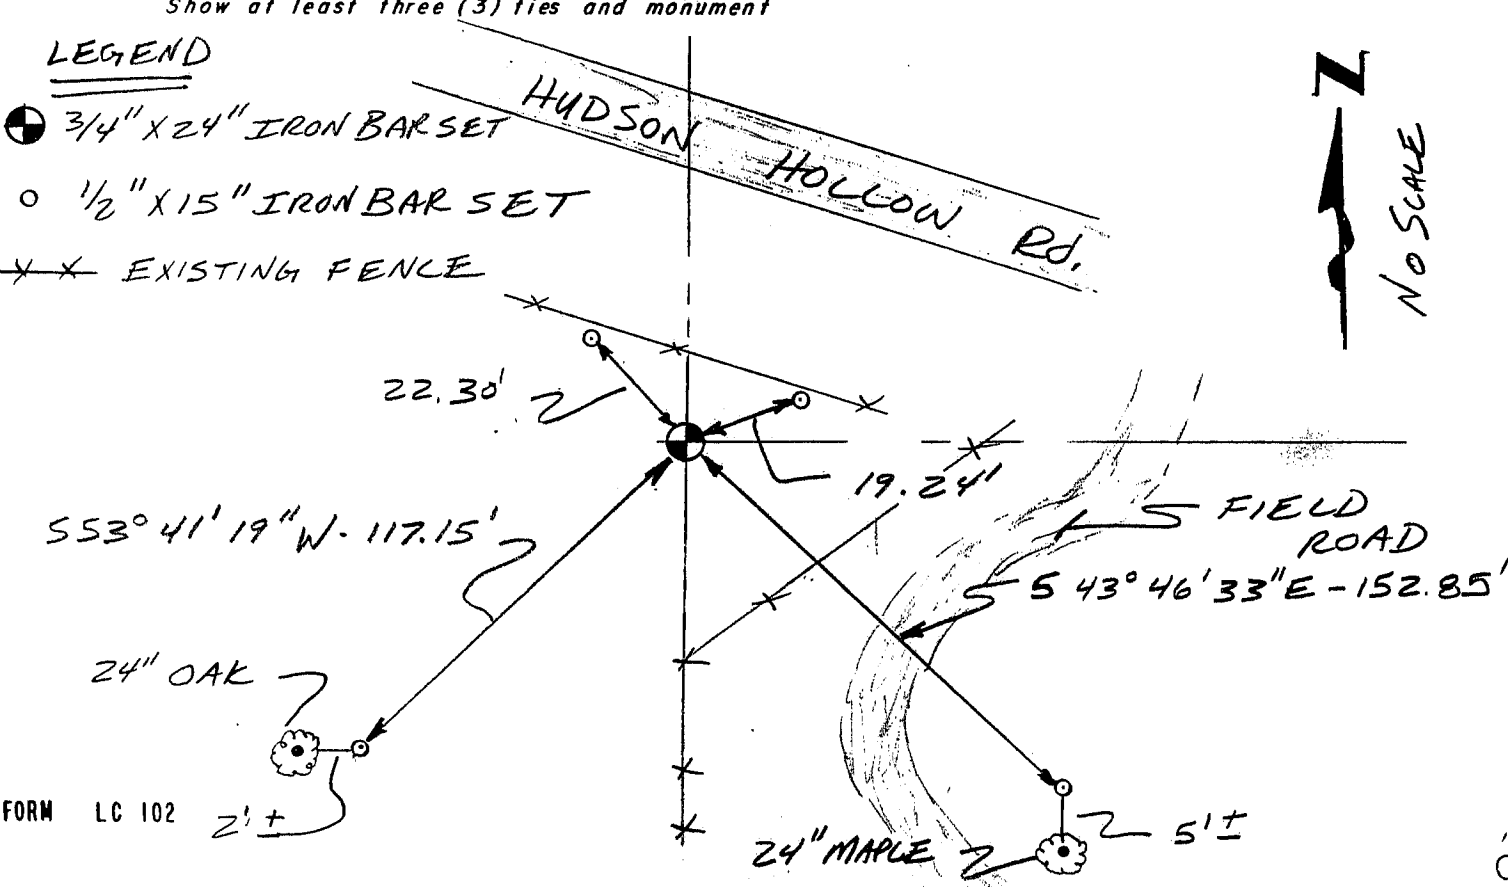 Show at least three (3) ties and monument
LEGEND
3/4" X 24" IRON BAR SET
1/2" X 15" IRON BAR SET
EXISTING FENCE
HUDSON HOLLOW Rd.
N
NO SCALE
22.30'
19.24'
S53° 41' 19" W - 117.15'
FIELD
ROAD
S 43° 46' 33" E - 152.85'
24" OAK
FORM LC 102
2' ±
24" MAPLE
5' ±